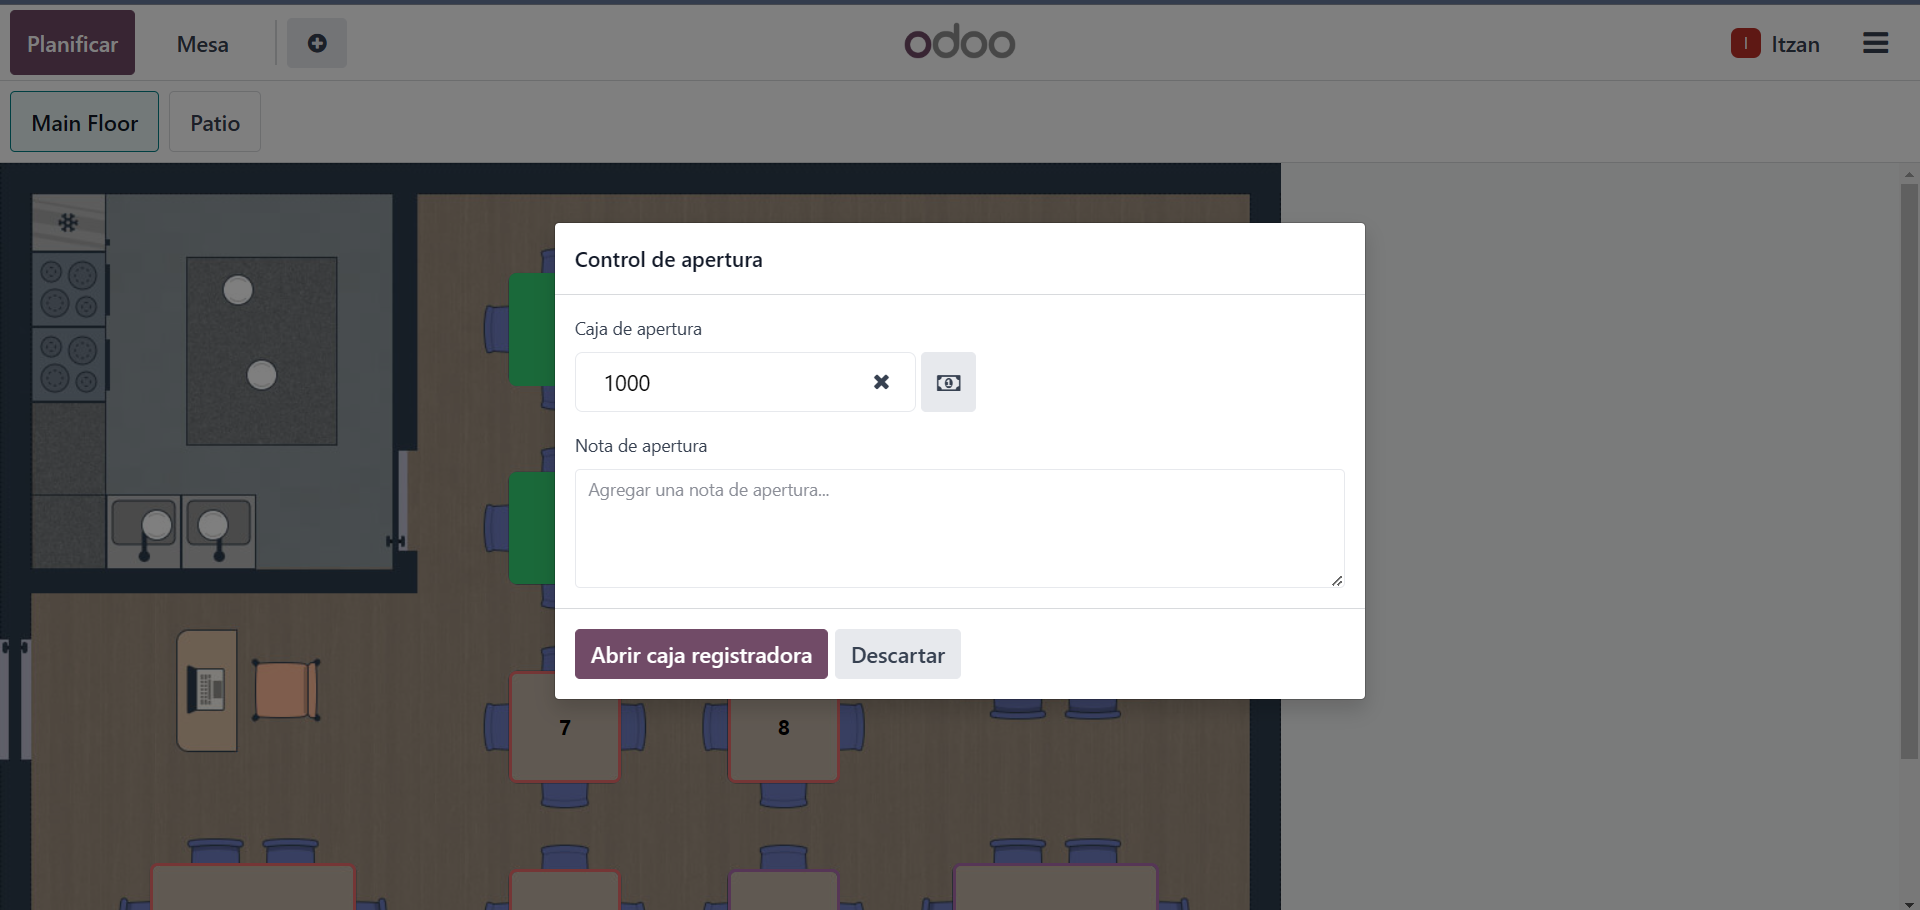 Planificar
Mesa
odoo
I
Itzan
Main Floor
Patio
Control de apertura
Caja de apertura
1000
Nota de apertura
Agregar una nota de apertura...
Abrir caja registradora
Descartar
7
8